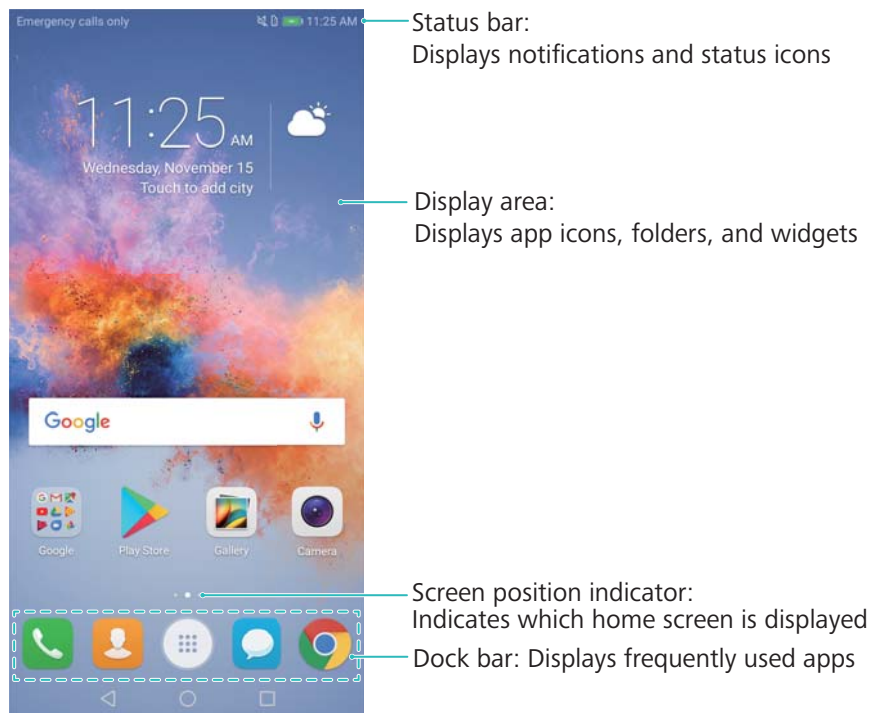 Emergency calls only 11:25 AM
Status bar:
Displays notifications and status icons
11:25 AM
Wednesday, November 15
Touch to add city
Display area:
Displays app icons, folders, and widgets
Google
Google Play Store Gallery Camera
Screen position indicator:
Indicates which home screen is displayed
Dock bar: Displays frequently used apps